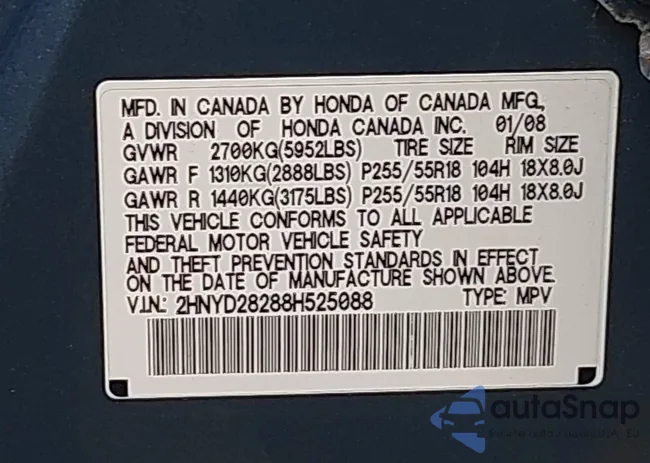 MFD. IN CANADA BY HONDA OF CANADA MFG.,
A DIVISION OF HONDA CANADA INC. 01/08
GVWR 2700KG(5952LBS) TIRE SIZE RIM SIZE
GAWR F 1310KG(2888LBS) P255/55R18 104H 18X8.0J
GAWR R 1440KG(3175LBS) P255/55R18 104H 18X8.0J
THIS VEHICLE CONFORMS TO ALL APPLICABLE
FEDERAL MOTOR VEHICLE SAFETY
AND THEFT PREVENTION STANDARDS IN EFFECT
ON THE DATE OF MANUFACTURE SHOWN ABOVE.
V.I.N.: 2HNYD28288H525088 TYPE: MPV
autoSnap